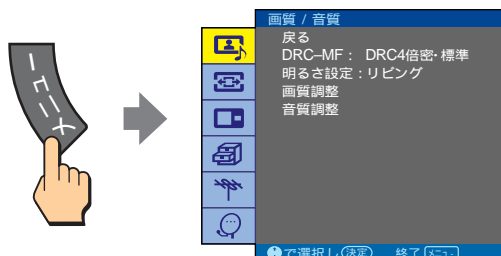 メニュー
画質 / 音質
戻る
DRC–MF： DRC4倍密・標準
明るさ設定：リビング
画質調整
音質調整
で選択し 決定 終了 メニュー